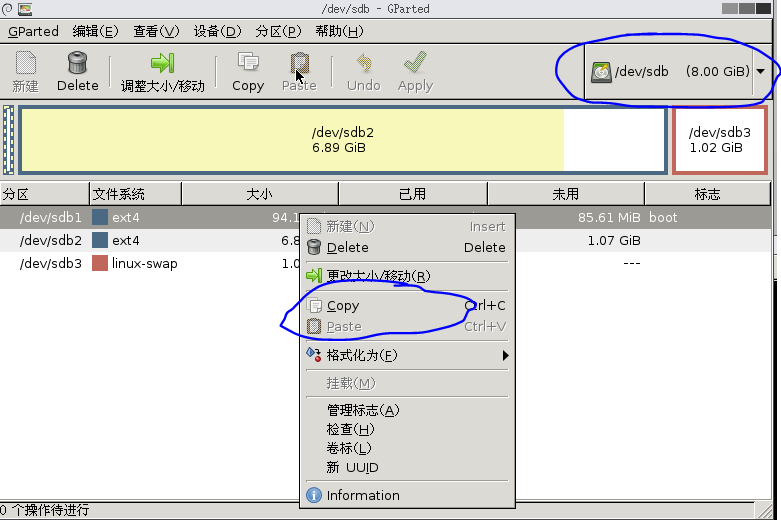 /dev/sdb - GParted
GParted 编辑(E) 查看(V) 设备(D) 分区(P) 帮助(H)
新建 Delete 调整大小/移动 Copy Paste Undo Apply /dev/sdb (8.00 GiB)
/dev/sdb2
6.89 GiB
/dev/sdb3
1.02 GiB
分区 文件系统 大小 已用 未用 标志
/dev/sdb1 ext4 94.1 85.61 MiB boot
/dev/sdb2 ext4 6.8 1.07 GiB
/dev/sdb3 linux-swap 1.0 ---
新建(N) Insert
Delete Delete
更改大小/移动(R)
Copy Ctrl+C
Paste Ctrl+V
格式化为(F)
挂载(M)
管理标志(A)
检查(H)
卷标(L)
新 UUID
Information
0 个操作待进行